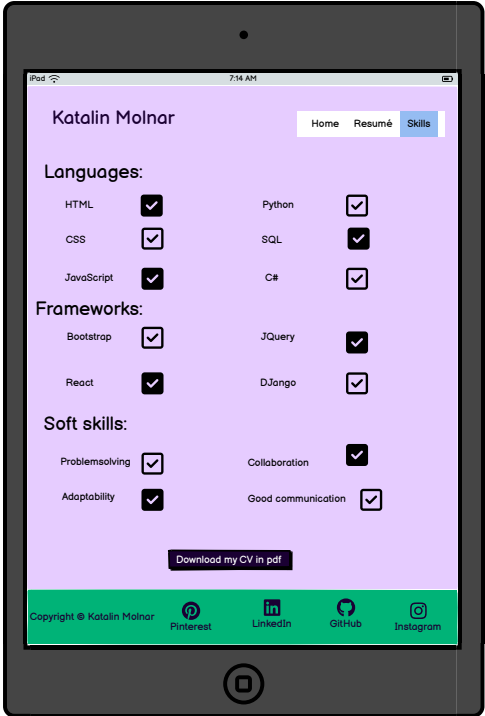 iPad 7:14 AM
Katalin Molnar
Home Resumé Skills
Languages:
HTML Python
CSS SQL
JavaScript C#
Frameworks:
Bootstrap JQuery
React DJango
Soft skills:
Problemsolving Collaboration
Adaptability Good communication
Download my CV in pdf
Copyright © Katalin Molnar
Pinterest LinkedIn GitHub Instagram